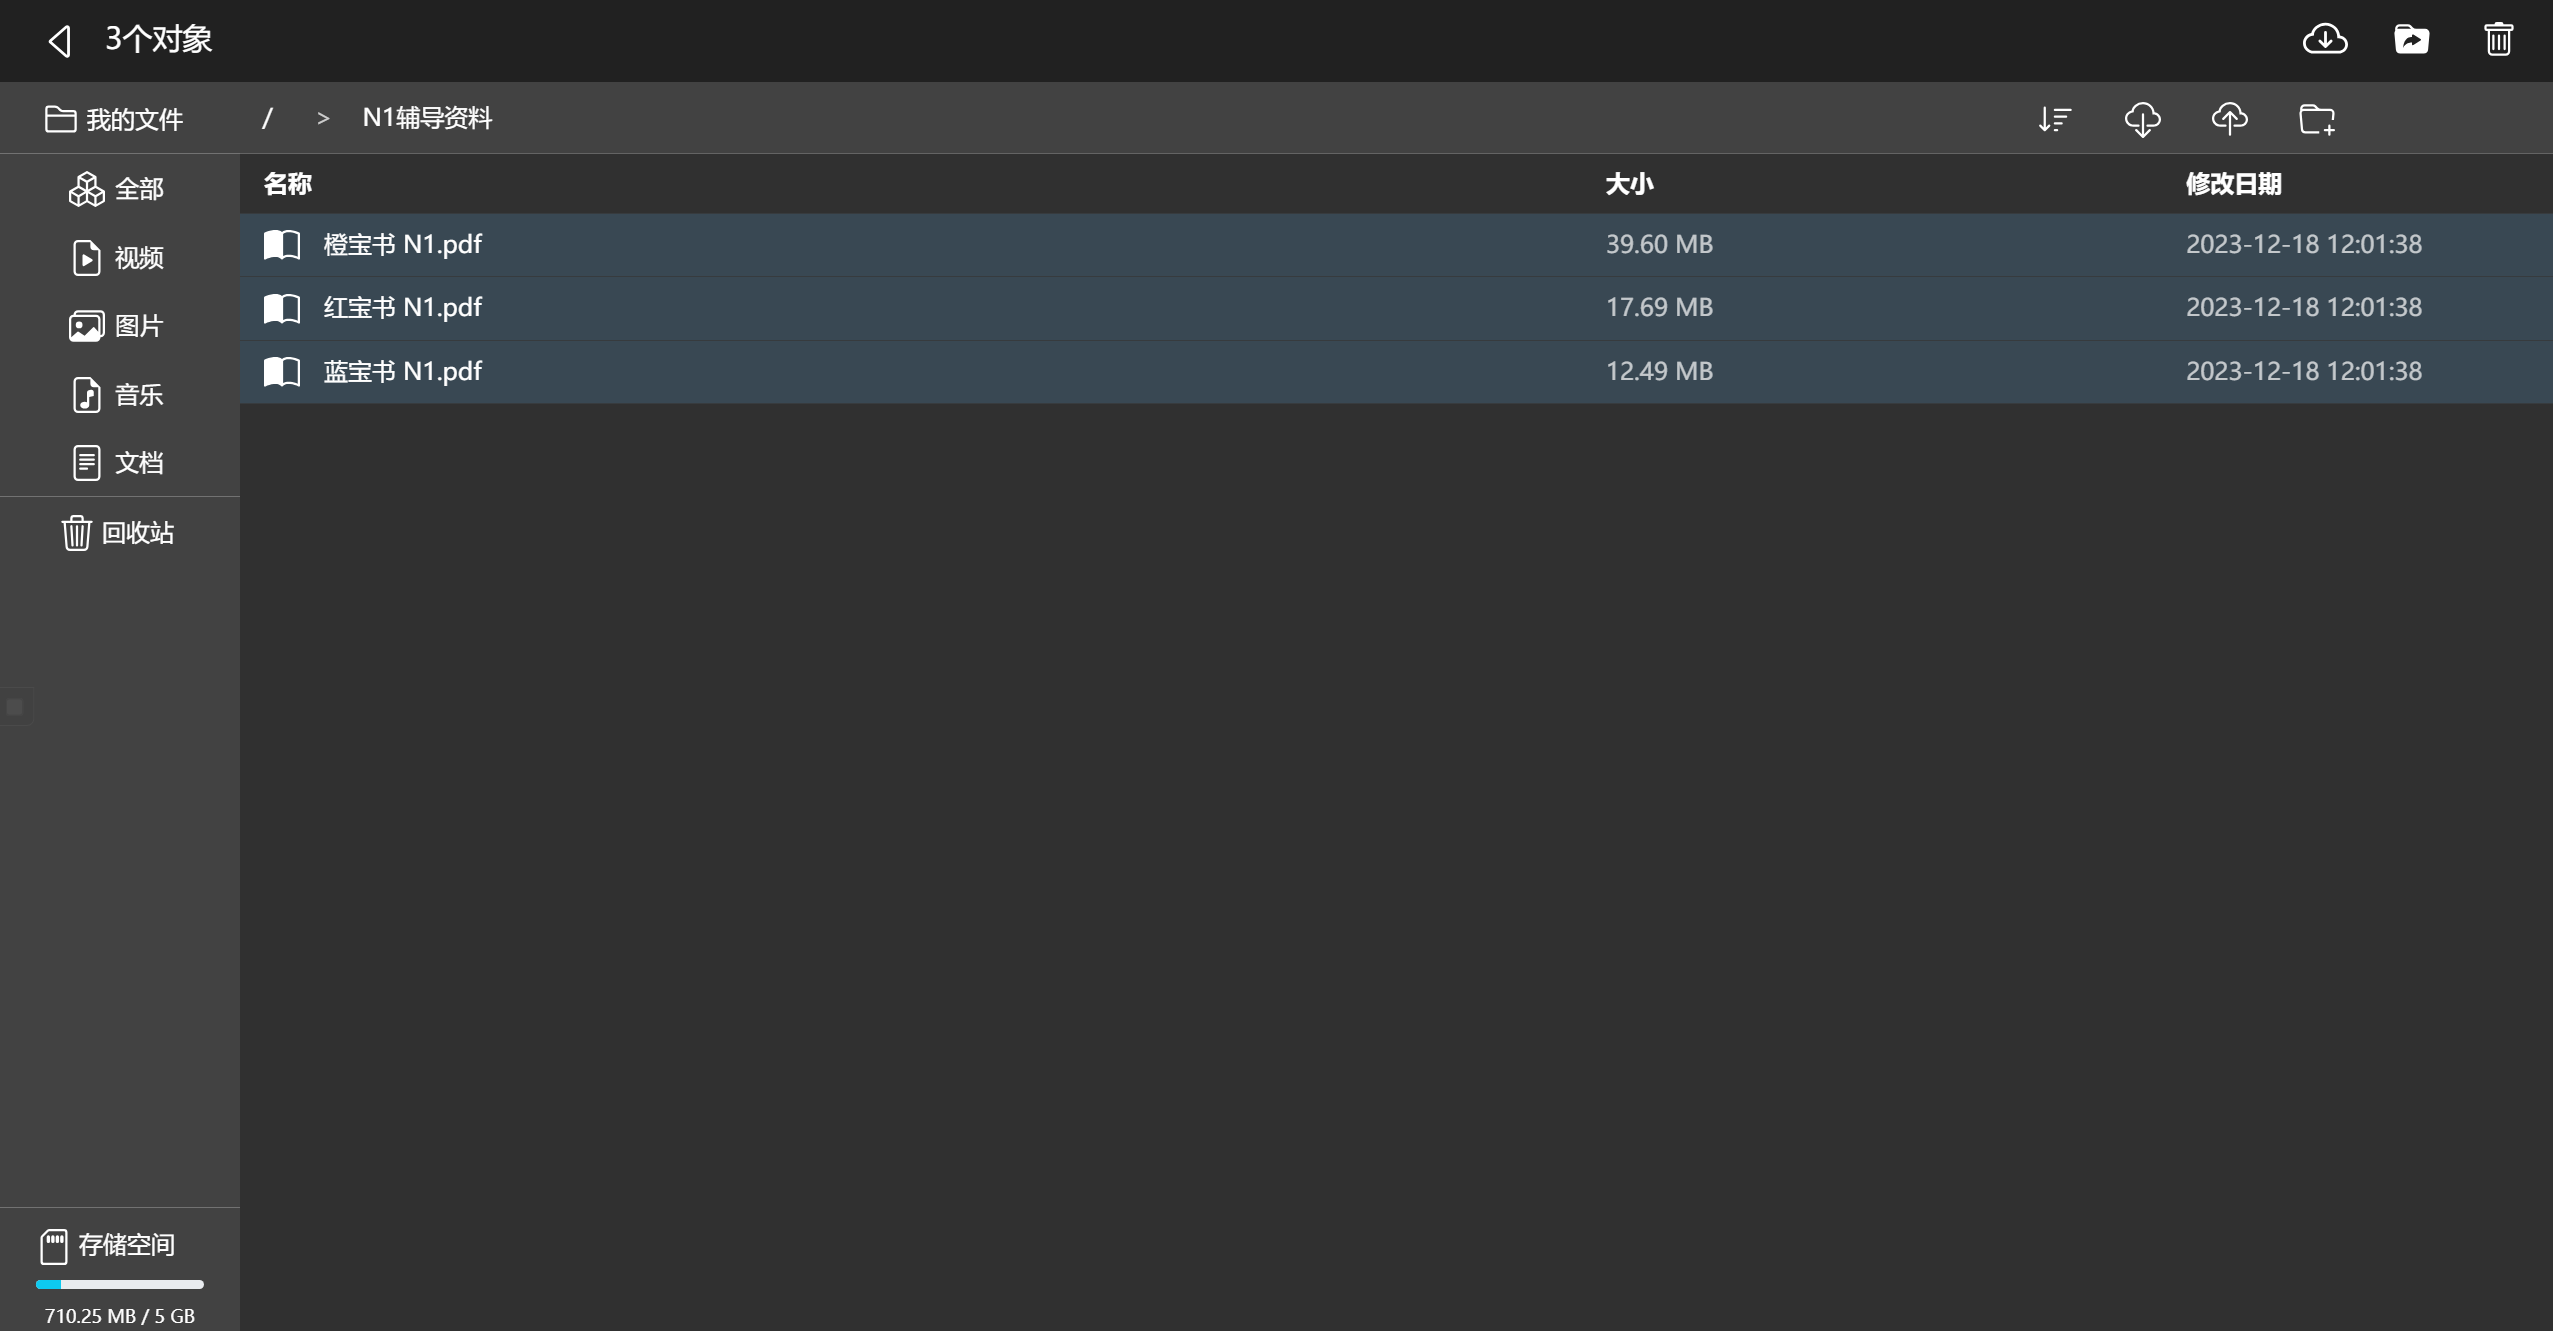 3个对象
我的文件 / > N1辅导资料
全部
视频
图片
音乐
文档
回收站
名称 大小 修改日期
橙宝书 N1.pdf 39.60 MB 2023-12-18 12:01:38
红宝书 N1.pdf 17.69 MB 2023-12-18 12:01:38
蓝宝书 N1.pdf 12.49 MB 2023-12-18 12:01:38
存储空间
710.25 MB / 5 GB